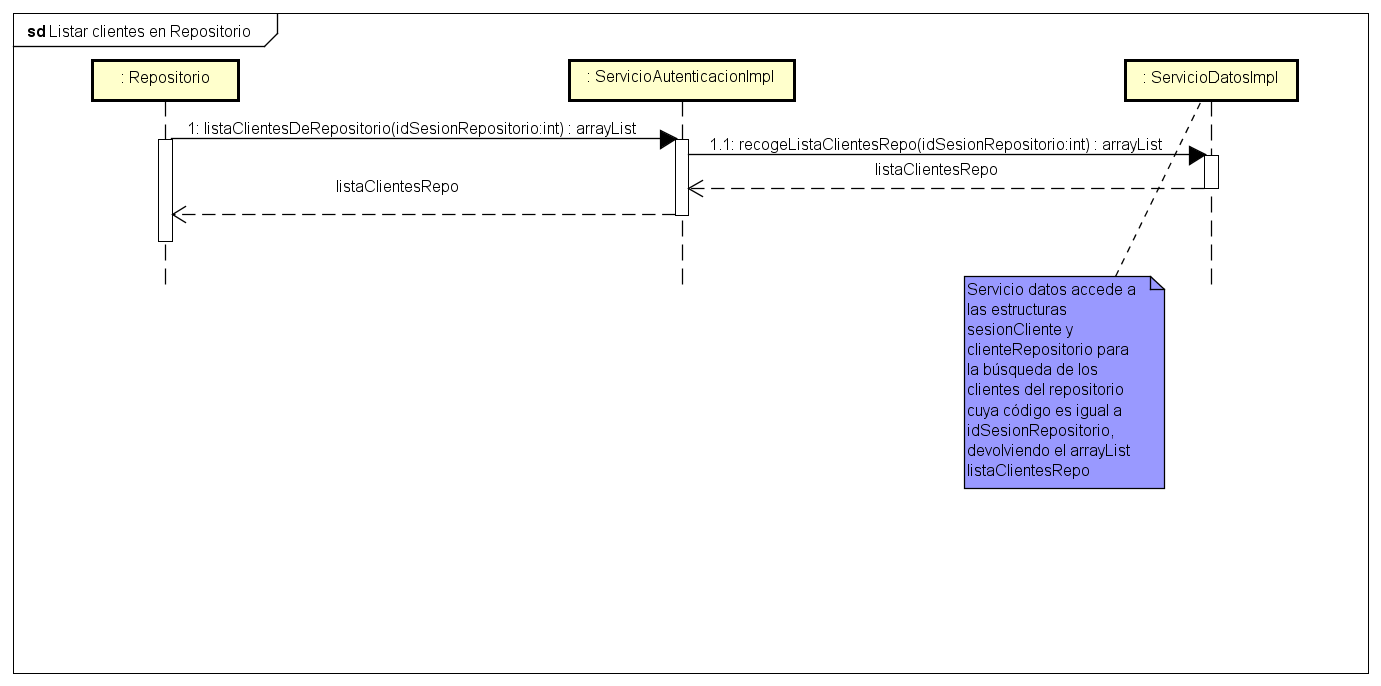 sd Listar clientes en Repositorio
: Repositorio
: ServicioAutenticacionImpl
: ServicioDatosImpl
1: listaClientesDeRepositorio(idSesionRepositorio:int) : arrayList
1.1: recogeListaClientesRepo(idSesionRepositorio:int) : arrayList
listaClientesRepo
listaClientesRepo
Servicio datos accede a
las estructuras
sesionCliente y
clienteRepositorio para
la búsqueda de los
clientes del repositorio
cuya código es igual a
idSesionRepositorio,
devolviendo el arrayList
listaClientesRepo